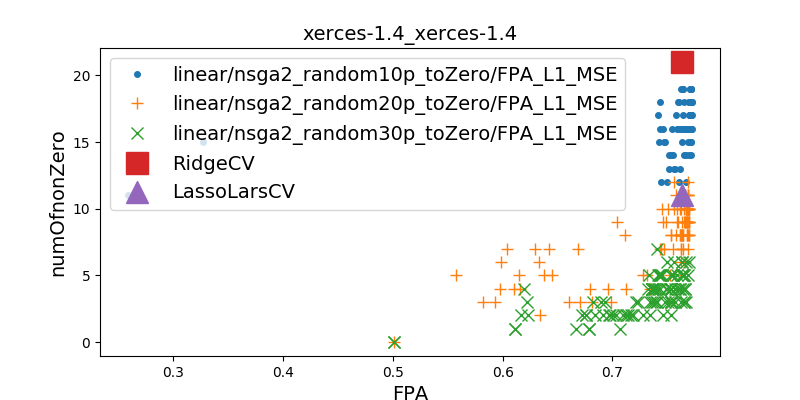 xerces-1.4_xerces-1.4
linear/nsga2_random10p_toZero/FPA_L1_MSE
linear/nsga2_random20p_toZero/FPA_L1_MSE
linear/nsga2_random30p_toZero/FPA_L1_MSE
RidgeCV
LassoLarsCV
numOfnonZero
20
15
10
5
0
0.3 0.4 0.5 0.6 0.7
FPA